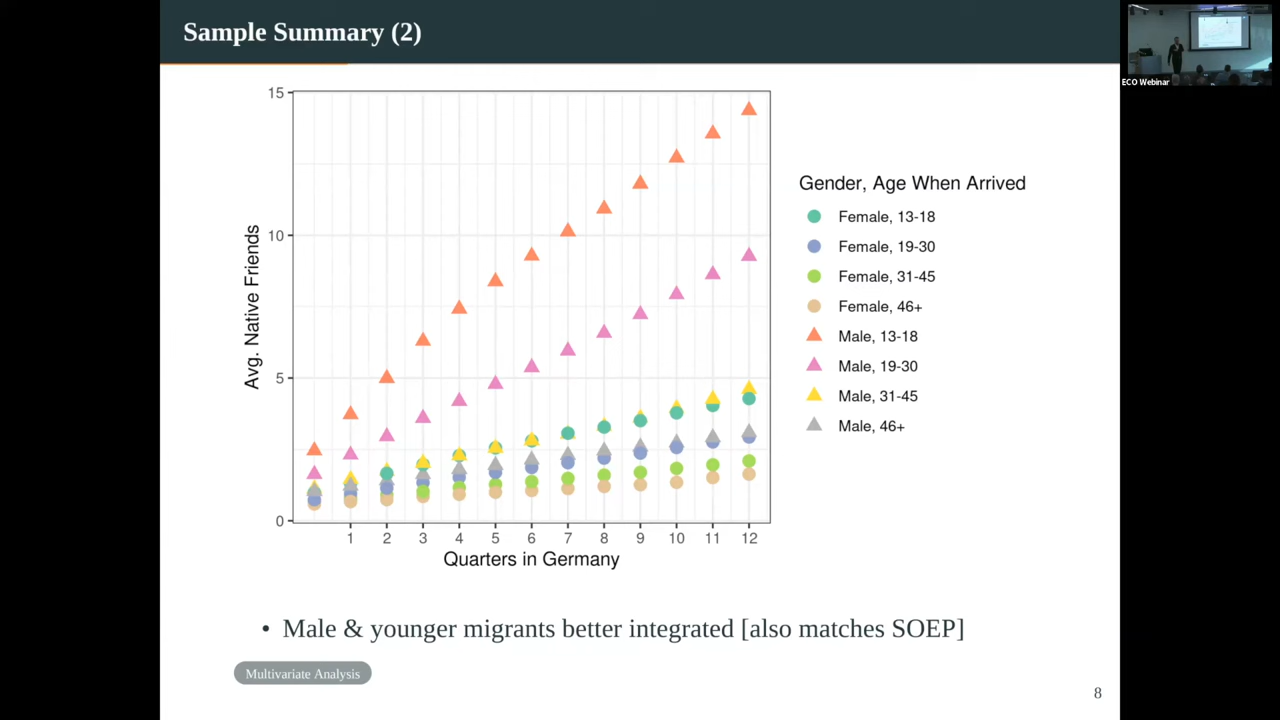 Sample Summary (2)
ECO Webinar
15
10
5
0
Avg. Native Friends
1 2 3 4 5 6 7 8 9 10 11 12
Quarters in Germany
Gender, Age When Arrived
Female, 13-18
Female, 19-30
Female, 31-45
Female, 46+
Male, 13-18
Male, 19-30
Male, 31-45
Male, 46+
• Male & younger migrants better integrated [also matches SOEP]
Multivariate Analysis
8